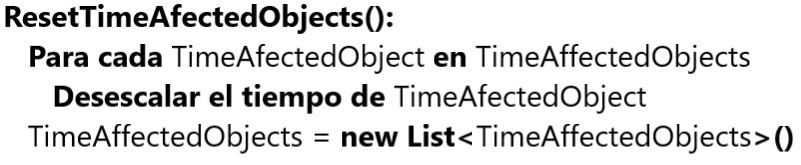 ResetTimeAfectedObjects():
Para cada TimeAfectedObject en TimeAffectedObjects
Desescalar el tiempo de TimeAfectedObject
TimeAffectedObjects = new List<TimeAffectedObjects>()